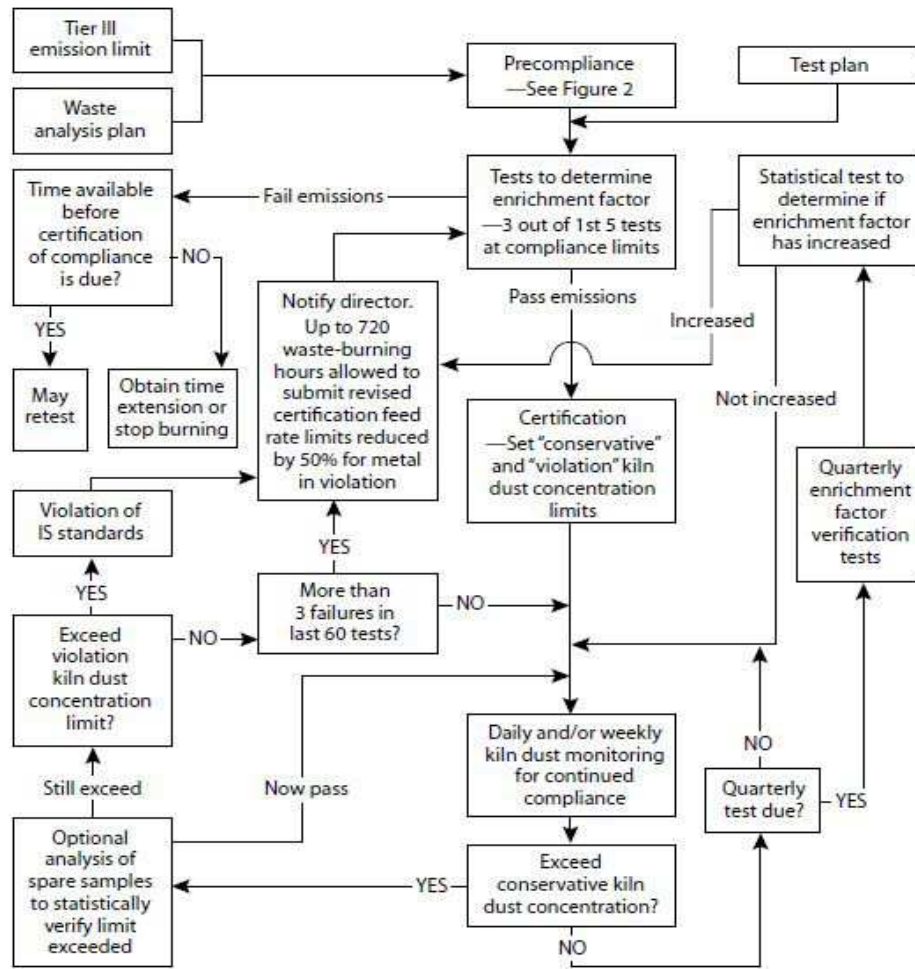 Tier III
emission limit
Waste
analysis plan
Precompliance
—See Figure 2
Test plan
Time available
before
certification
of compliance
is due?
Fail emissions
Tests to determine
enrichment factor
—3 out of 1st 5 tests
at compliance limits
Statistical test to
determine if
enrichment factor
has increased
NO
YES
May
retest
Obtain time
extension or
stop burning
Notify director.
Up to 720
waste-burning
hours allowed to
submit revised
certification feed
rate limits reduced
by 50% for metal
in violation
Pass emissions
Increased
Not increased
Certification
—Set “conservative”
and “violation” kiln
dust concentration
limits
Quarterly
enrichment
factor
verification
tests
Violation of
IS standards
YES
YES
More than
3 failures in
last 60 tests?
NO
Exceed
violation
kiln dust
concentration
limit?
NO
Still exceed
Now pass
Daily and/or weekly
kiln dust monitoring
for continued
compliance
NO
Quarterly
test due?
YES
Optional
analysis of
spare samples
to statistically
verify limit
exceeded
YES
Exceed
conservative kiln
dust concentration?
NO